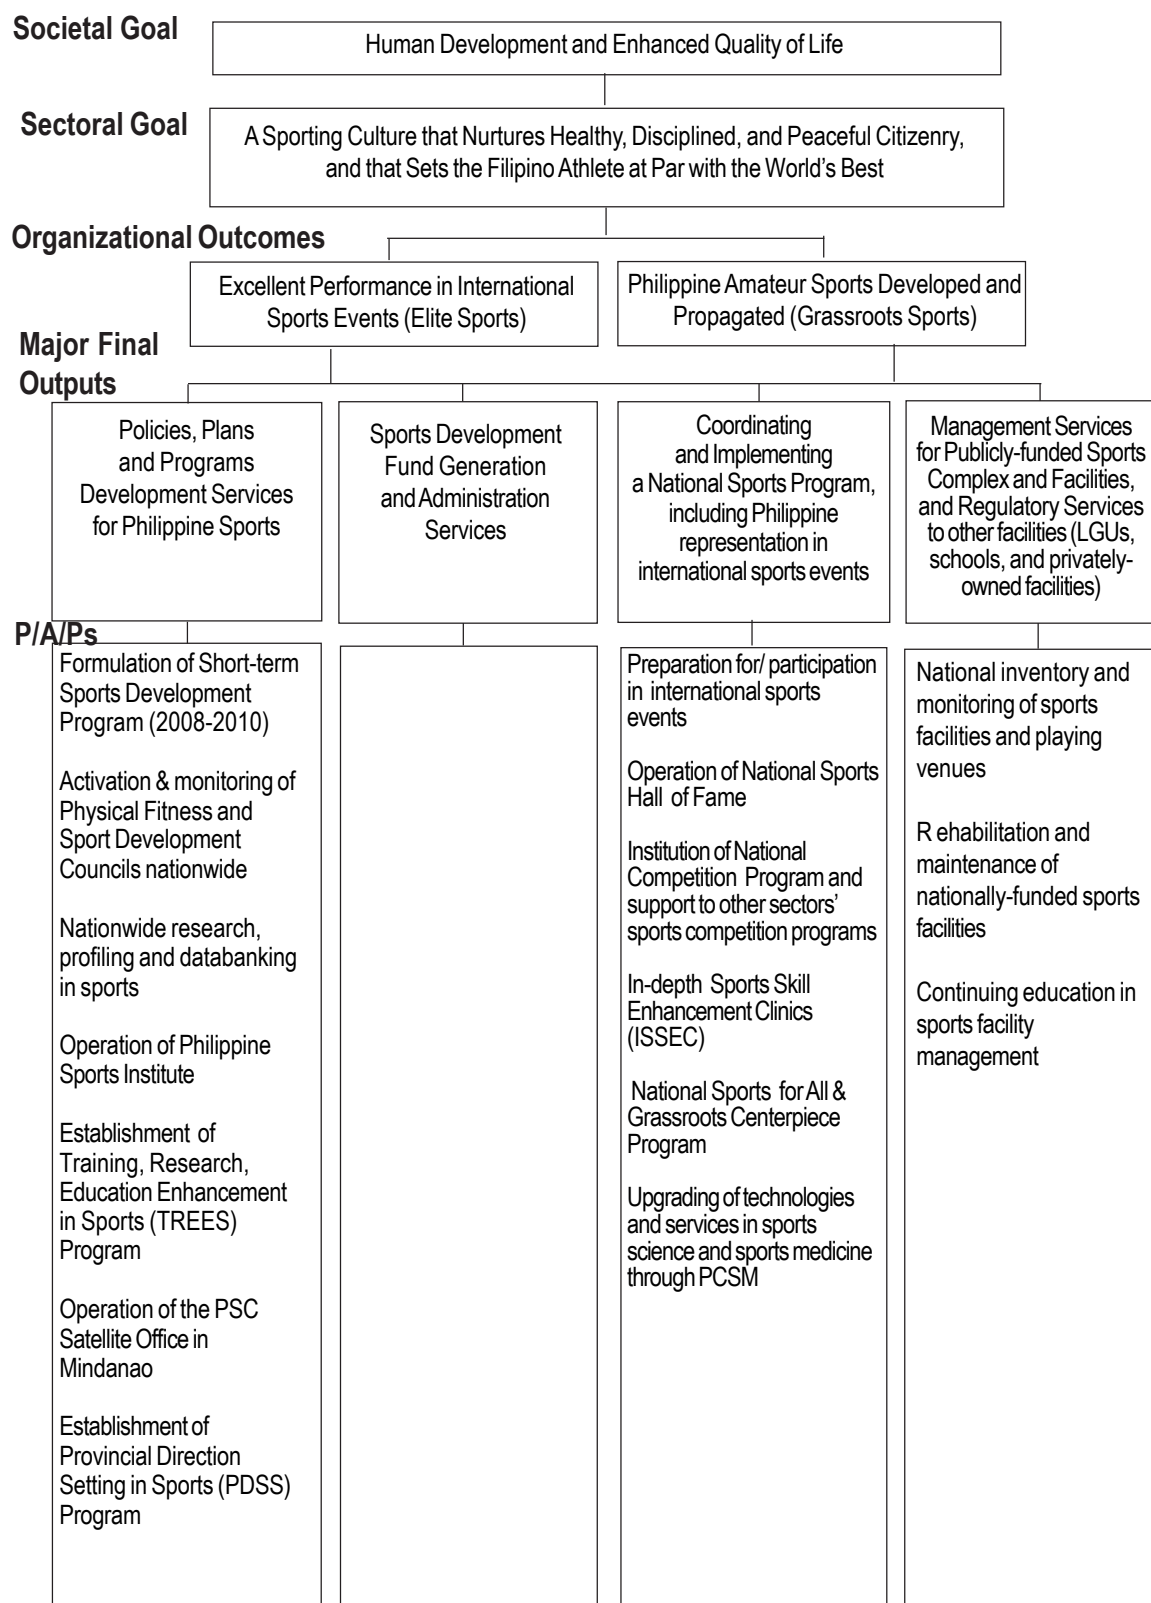 Societal Goal
Human Development and Enhanced Quality of Life
Sectoral Goal
A Sporting Culture that Nurtures Healthy, Disciplined, and Peaceful Citizenry,
and that Sets the Filipino Athlete at Par with the World's Best
Organizational Outcomes
Excellent Performance in International
Sports Events (Elite Sports)
Philippine Amateur Sports Developed and
Propagated (Grassroots Sports)
Major Final
Outputs
Policies, Plans
and Programs
Development Services
for Philippine Sports
Sports Development
Fund Generation
and Administration
Services
Coordinating
and Implementing
a National Sports Program,
including Philippine
representation in
international sports events
Management Services
for Publicly-funded Sports
Complex and Facilities,
and Regulatory Services
to other facilities (LGUs,
schools, and privately-
owned facilities)
P/A/Ps
Formulation of Short-term
Sports Development
Program (2008-2010)
Activation & monitoring of
Physical Fitness and
Sport Development
Councils nationwide
Nationwide research,
profiling and databanking
in sports
Operation of Philippine
Sports Institute
Establishment of
Training, Research,
Education Enhancement
in Sports (TREES)
Program
Operation of the PSC
Satellite Office in
Mindanao
Establishment of
Provincial Direction
Setting in Sports (PDSS)
Program
Preparation for/ participation
in international sports
events
Operation of National Sports
Hall of Fame
Institution of National
Competition Program and
support to other sectors'
sports competition programs
In-depth Sports Skill
Enhancement Clinics
(ISSEC)
National Sports for All &
Grassroots Centerpiece
Program
Upgrading of technologies
and services in sports
science and sports medicine
through PCSM
National inventory and
monitoring of sports
facilities and playing
venues
R ehabilitation and
maintenance of
nationally-funded sports
facilities
Continuing education in
sports facility
management